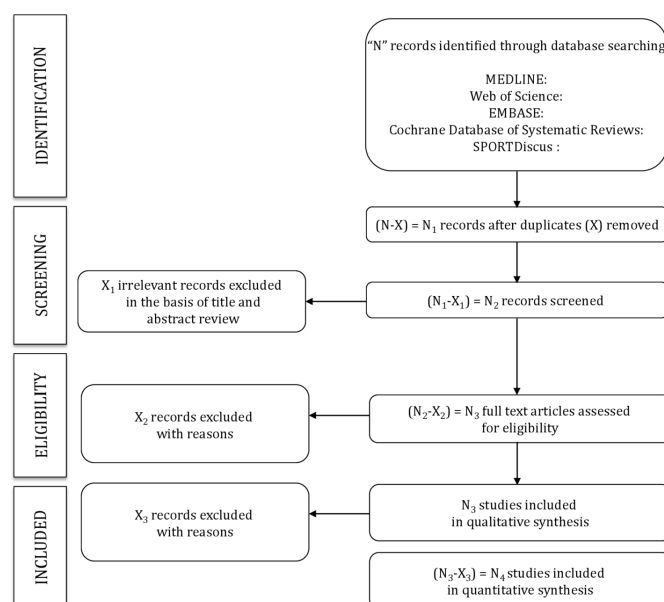 IDENTIFICATION
“N” records identified through database searching
MEDLINE:
Web of Science:
EMBASE:
Cochrane Database of Systematic Reviews:
SPORTDiscus :
SCREENING
(N-X) = N₁ records after duplicates (X) removed
X₁ irrelevant records excluded
in the basis of title and
abstract review
(N₁-X₁) = N₂ records screened
ELIGIBILITY
X₂ records excluded
with reasons
(N₂-X₂) = N₃ full text articles assessed
for eligibility
INCLUDED
X₃ records excluded
with reasons
N₃ studies included
in qualitative synthesis
(N₃-X₃) = N₄ studies included
in quantitative synthesis